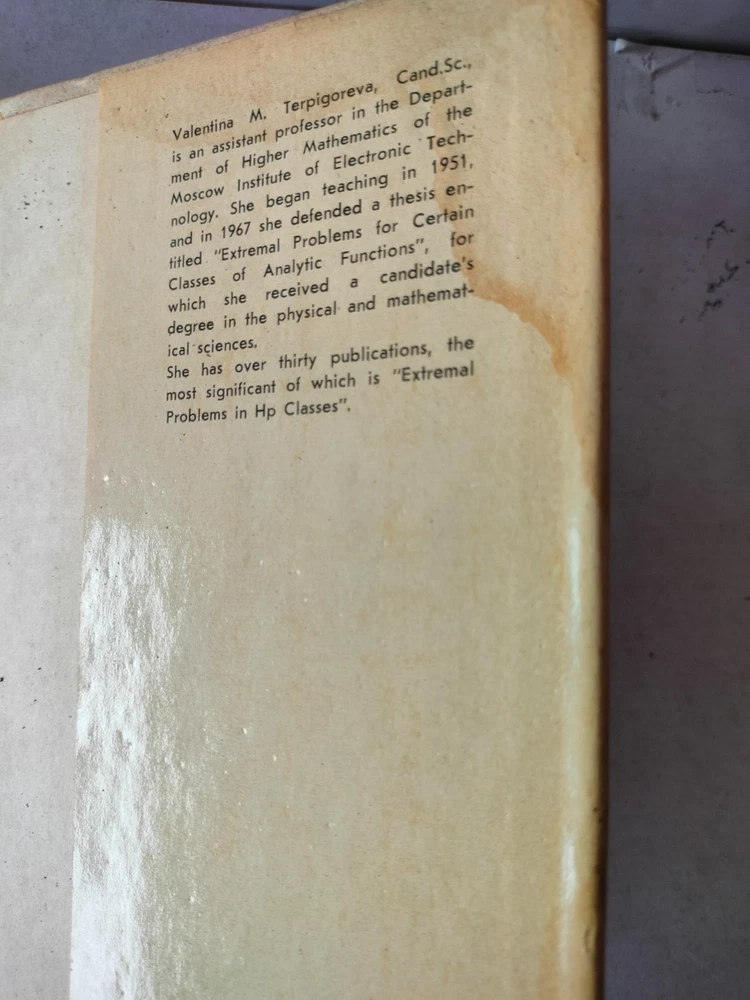 Valentina M. Terpigoreva, Cand.Sc.,
is an assistant professor in the Depart-
ment of Higher Mathematics of the
Moscow Institute of Electronic Tech-
nology. She began teaching in 1951,
and in 1967 she defended a thesis en-
titled "Extremal Problems for Certain
Classes of Analytic Functions", for
which she received a candidate's
degree in the physical and mathemat-
ical sciences.
She has over thirty publications, the
most significant of which is "Extremal
Problems in Hp Classes".